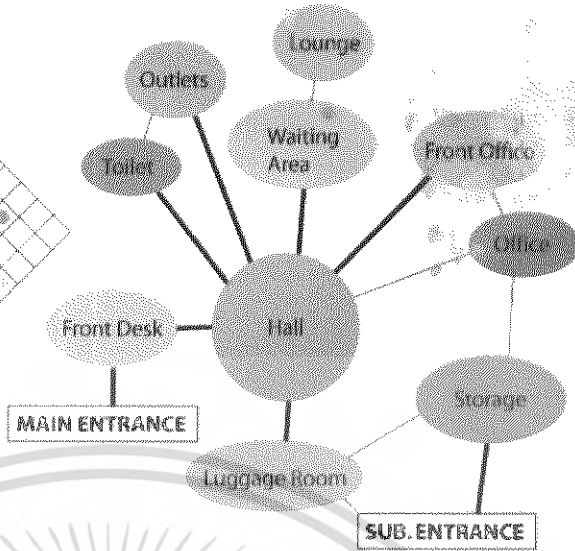 Lounge
Outlets
Waiting
Area
Front Office
Toilet
Office
Front Desk
Hall
Storage
MAIN ENTRANCE
Luggage Room
SUB. ENTRANCE